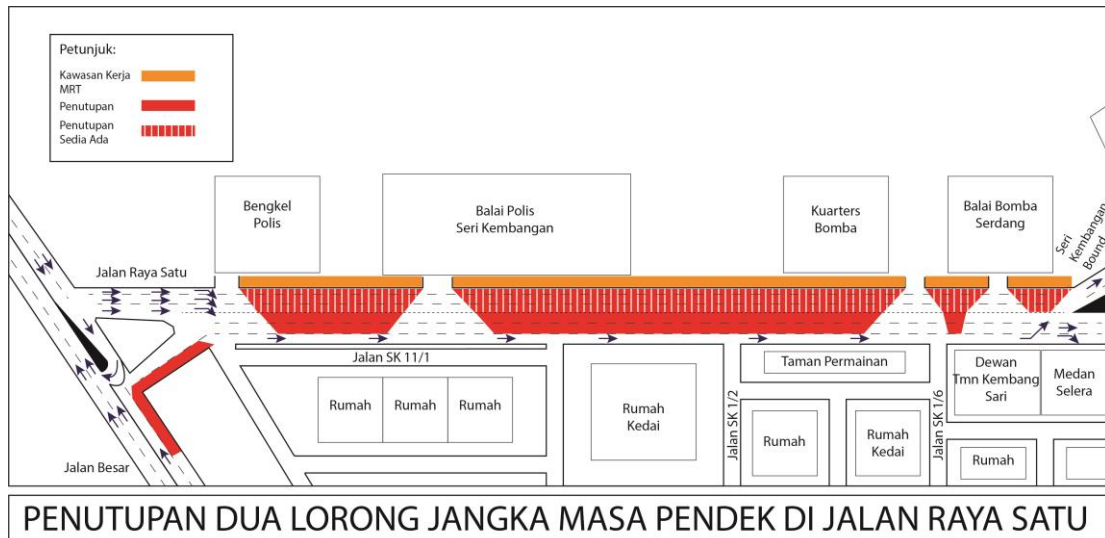 Petunjuk:
Kawasan Kerja
MRT
Penutupan
Penutupan
Sedia Ada
Bengkel
Polis
Balai Polis
Seri Kembangan
Kuarters
Bomba
Balai Bomba
Serdang
Seri
Kembangan
Bound
Jalan Raya Satu
Jalan SK 11/1
Taman Permainan
Dewan
Tmn Kembang
Sari
Medan
Selera
Rumah
Rumah
Rumah
Rumah
Kedai
Jalan SK 1/2
Rumah
Rumah
Kedai
Jalan SK 1/6
Rumah
Jalan Besar
PENUTUPAN DUA LORONG JANGKA MASA PENDEK DI JALAN RAYA SATU